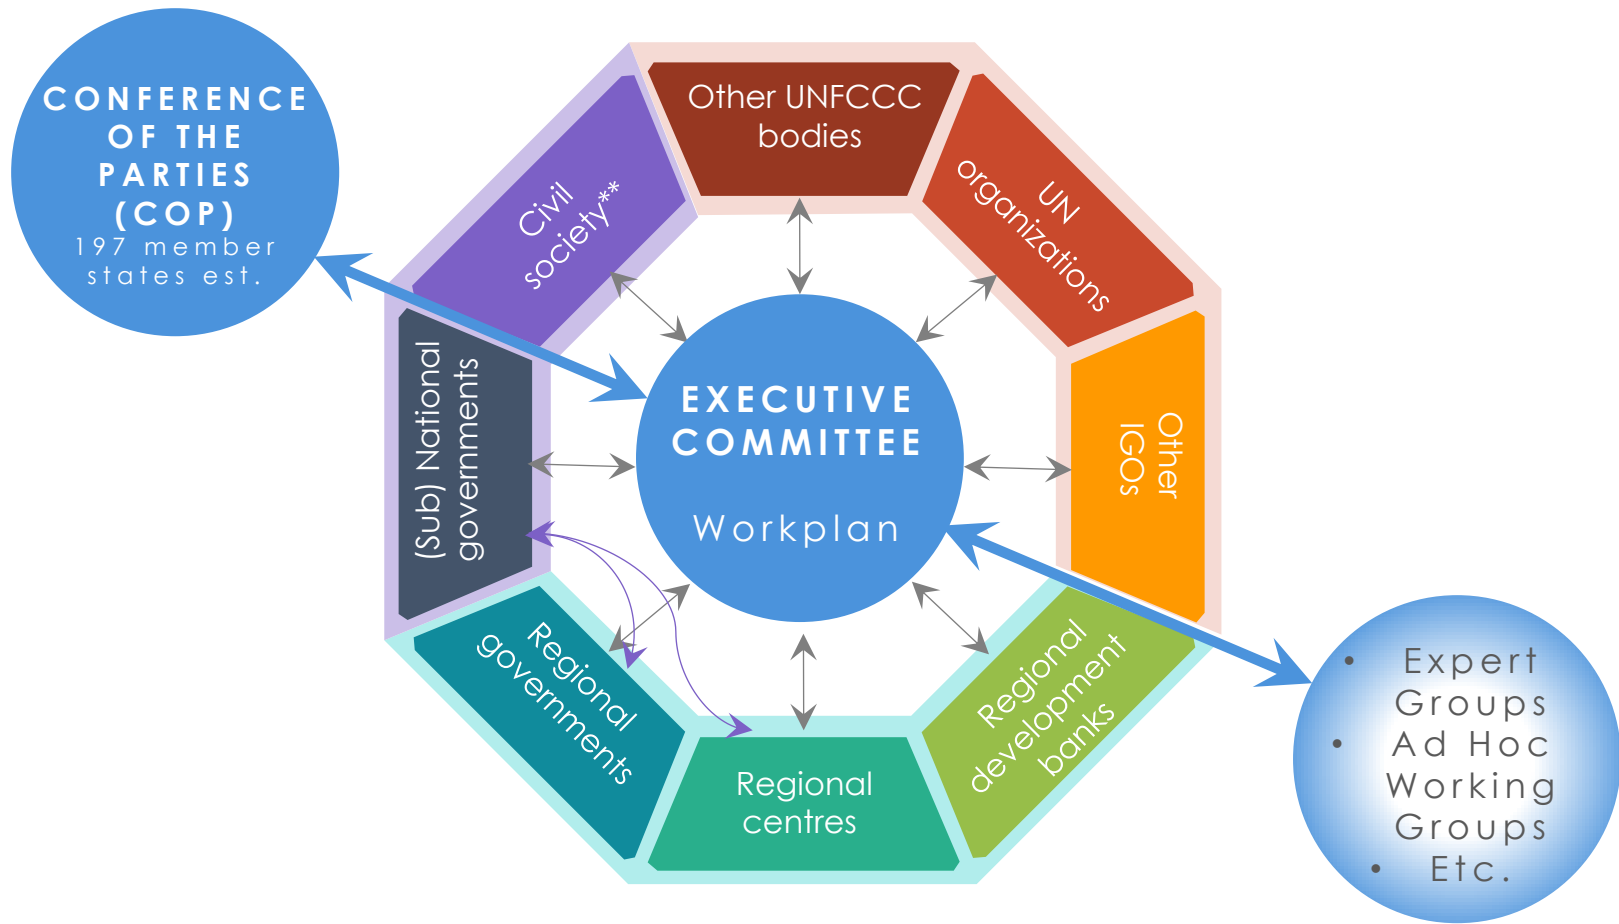 CONFERENCE
OF THE
PARTIES
(COP)
197 member
states est.
Other UNFCCC
bodies
UN
organizations
Other
IGOs
Regional
development
banks
Regional
centres
Regional
governments
(Sub) National
governments
Civil
society**
EXECUTIVE
COMMITTEE
Workplan
• Expert
Groups
• Ad Hoc
Working
Groups
• Etc.